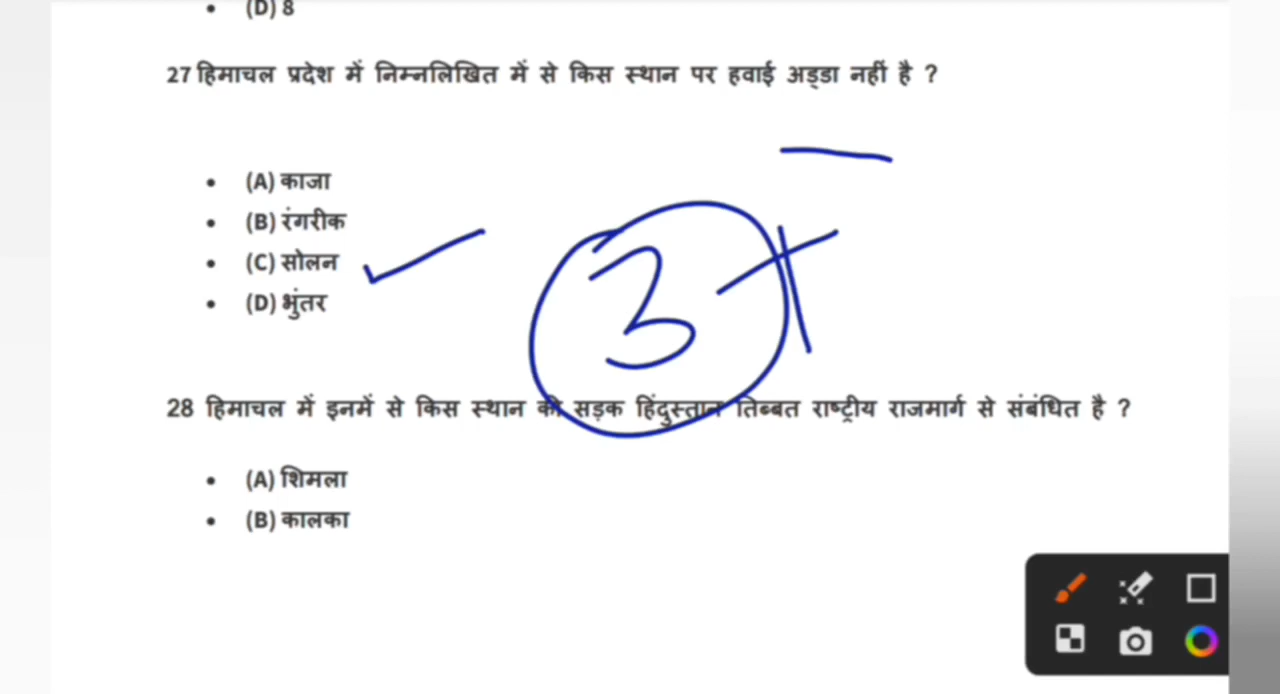 (D) 8
27 हिमाचल प्रदेश में निम्नलिखित में से किस स्थान पर हवाई अड्डा नहीं है ?
(A) काजा
(B) रंगरीक
(C) सोलन
(D) भुंतर
3
28 हिमाचल में इनमें से किस स्थान की सड़क हिंदुस्तान तिब्बत राष्ट्रीय राजमार्ग से संबंधित है ?
(A) शिमला
(B) कालका